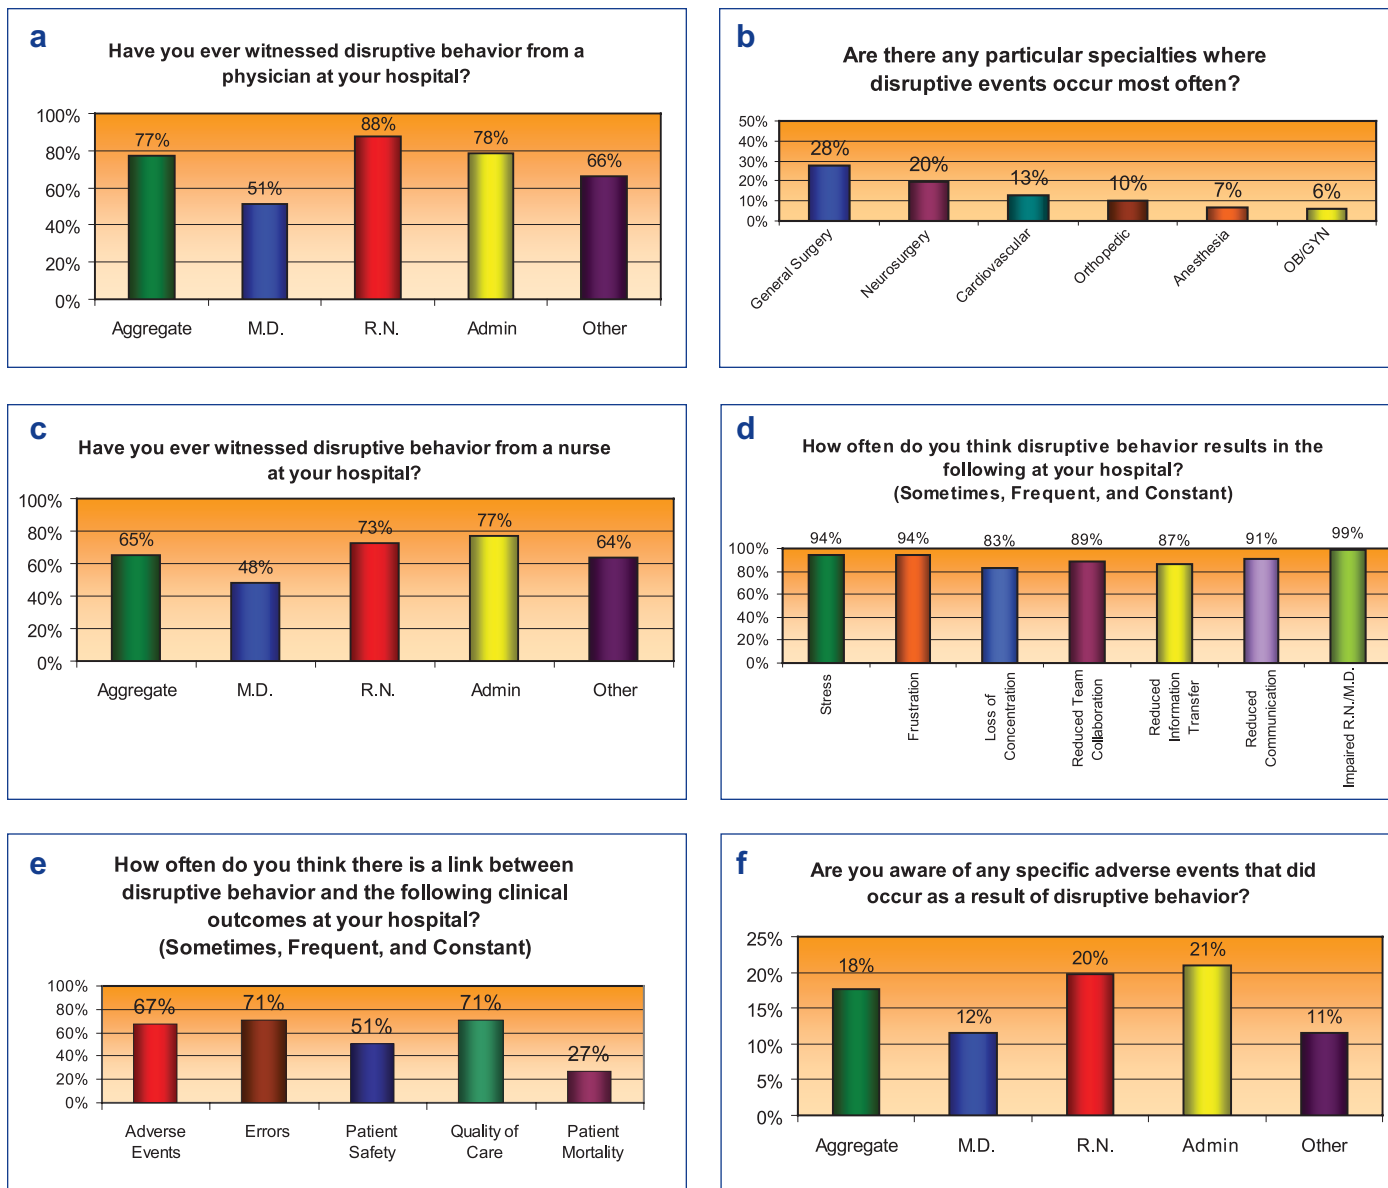 a
Have you ever witnessed disruptive behavior from a
physician at your hospital?
100%
80%
60%
40%
20%
0%
77%
51%
88%
78%
66%
Aggregate M.D. R.N. Admin Other
b
Are there any particular specialties where
disruptive events occur most often?
50%
40%
30%
20%
10%
0%
28%
20%
13%
10%
7%
6%
General Surgery
Neurosurgery
Cardiovascular
Orthopedic
Anesthesia
OB/GYN
c
Have you ever witnessed disruptive behavior from a nurse
at your hospital?
100%
80%
60%
40%
20%
0%
65%
48%
73%
77%
64%
Aggregate M.D. R.N. Admin Other
d
How often do you think disruptive behavior results in the
following at your hospital?
(Sometimes, Frequent, and Constant)
94% 94% 83% 89% 87% 91% 99%
100%
80%
60%
40%
20%
0%
Stress
Frustration
Loss of
Concentration
Reduced Team
Collaboration
Reduced
Information
Transfer
Reduced
Communication
Impaired R.N./M.D.
e
How often do you think there is a link between
disruptive behavior and the following clinical
outcomes at your hospital?
(Sometimes, Frequent, and Constant)
100%
80%
60%
40%
20%
0%
67%
71%
51%
71%
27%
Adverse
Events
Errors
Patient
Safety
Quality of
Care
Patient
Mortality
f
Are you aware of any specific adverse events that did
occur as a result of disruptive behavior?
25%
20%
15%
10%
5%
0%
18%
12%
20%
21%
11%
Aggregate M.D. R.N. Admin Other